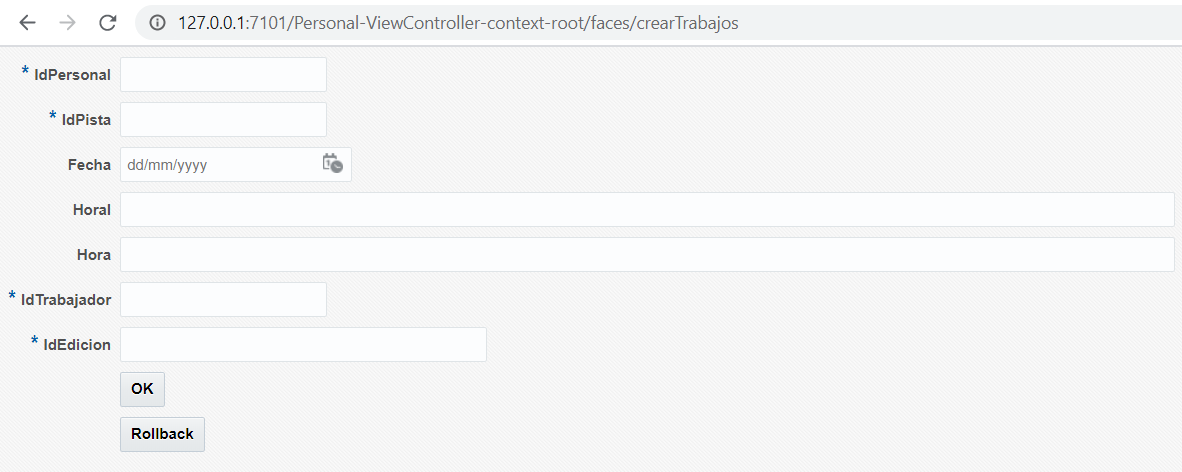 127.0.0.1:7101/Personal-ViewController-context-root/faces/crearTrabajos
* IdPersonal
* IdPista
Fecha dd/mm/yyyy
HoraI
Hora
* IdTrabajador
* IdEdicion
OK
Rollback